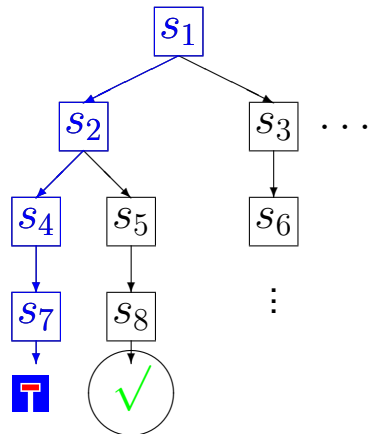 s₁
s₂ s₃ ...
s₄ s₅ s₆
s₇ s₈ ⋮
√